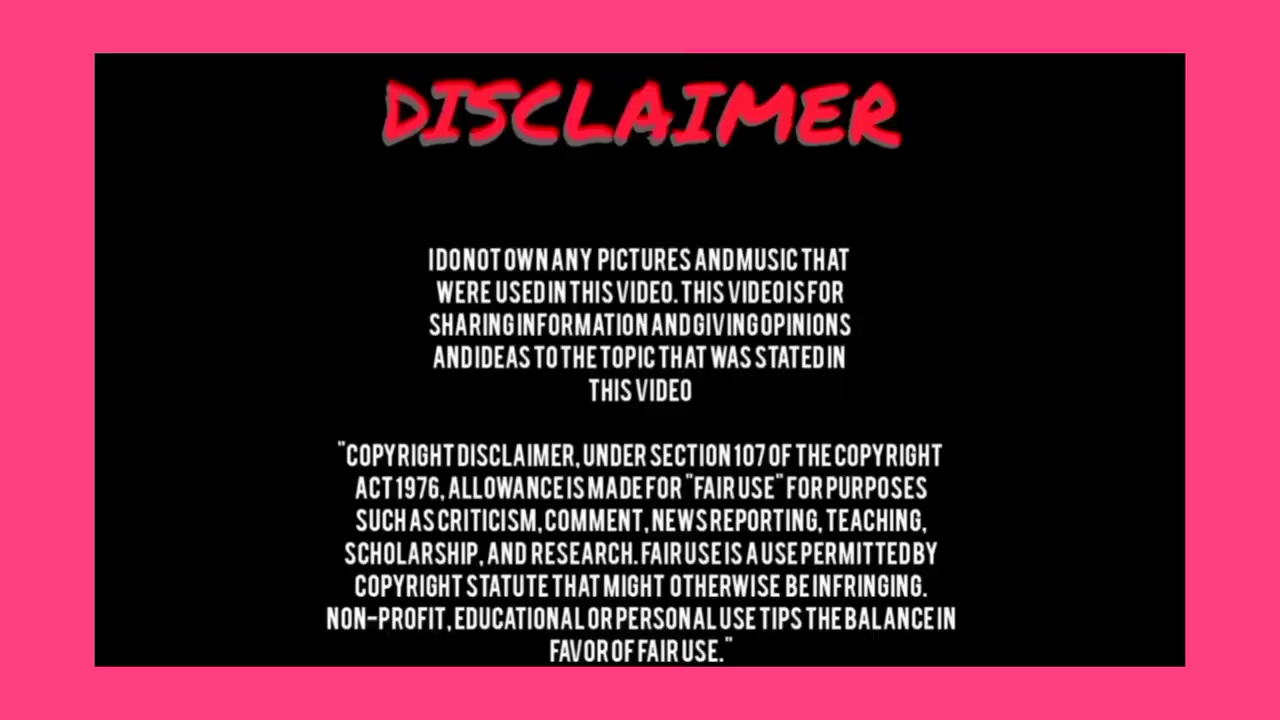 DISCLAIMER
I DO NOT OWN ANY PICTURES AND MUSIC THAT
WERE USED IN THIS VIDEO. THIS VIDEO IS FOR
SHARING INFORMATION AND GIVING OPINIONS
AND IDEAS TO THE TOPIC THAT WAS STATED IN
THIS VIDEO
"COPYRIGHT DISCLAIMER, UNDER SECTION 107 OF THE COPYRIGHT
ACT 1976, ALLOWANCE IS MADE FOR "FAIR USE" FOR PURPOSES
SUCH AS CRITICISM, COMMENT, NEWS REPORTING, TEACHING,
SCHOLARSHIP, AND RESEARCH. FAIR USE IS A USE PERMITTED BY
COPYRIGHT STATUTE THAT MIGHT OTHERWISE BE INFRINGING.
NON-PROFIT, EDUCATIONAL OR PERSONAL USE TIPS THE BALANCE IN
FAVOR OF FAIR USE."